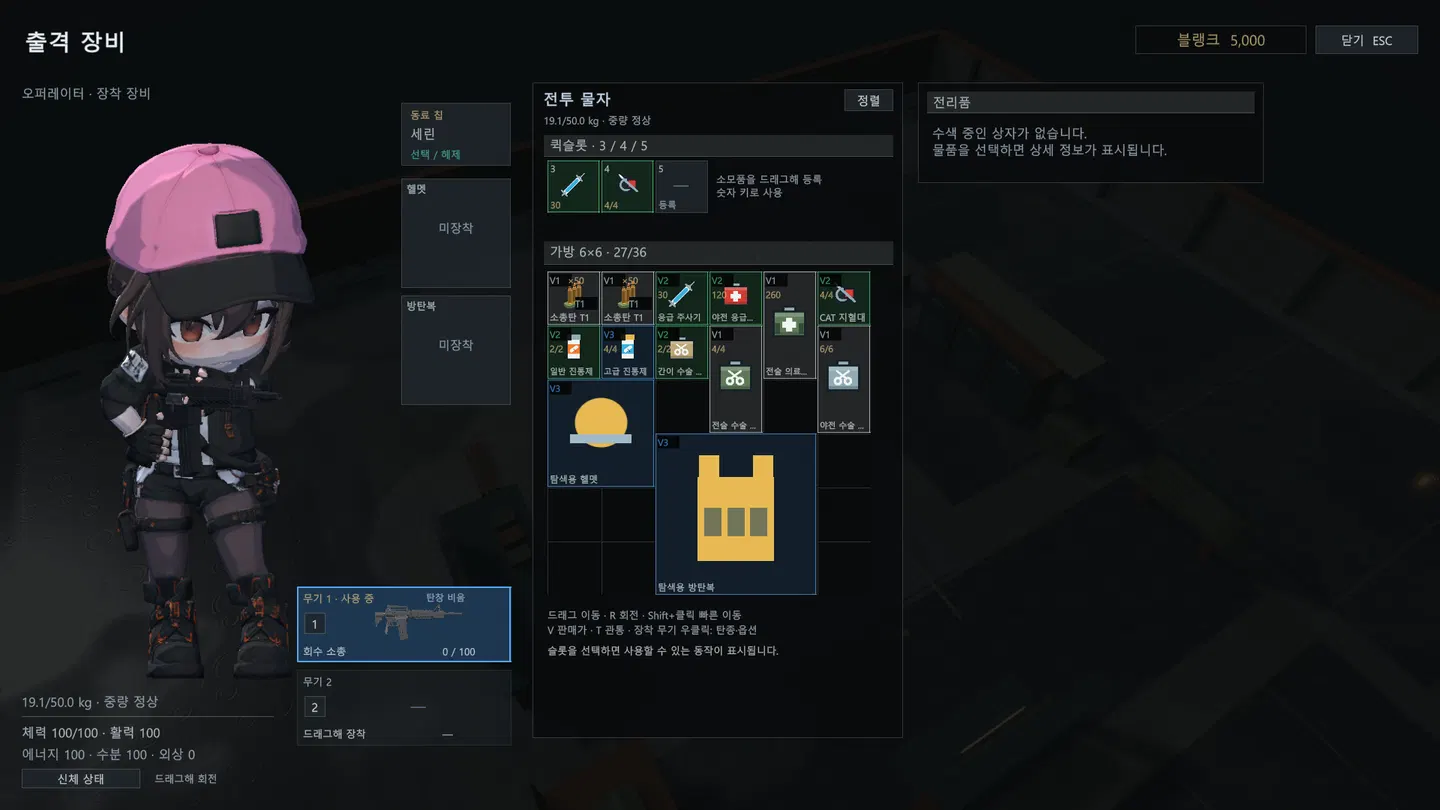 출격 장비
블랭크 5,000
닫기 ESC
오퍼레이터 · 장착 장비
동료 칩
세린
선택 / 해제
헬멧
미장착
방탄복
미장착
무기 1 · 사용 중
탄창 비움
1
회수 소총
0 / 100
무기 2
2
—
드래그해 장착
—
19.1/50.0 kg · 중량 정상
체력 100/100 · 활력 100
에너지 100 · 수분 100 · 외상 0
신체 상태
드래그해 회전
전투 물자
정렬
19.1/50.0 kg · 중량 정상
퀵슬롯 · 3 / 4 / 5
3
30
4
4/4
5
—
등록
소모품을 드래그해 등록
숫자 키로 사용
가방 6×6 · 27/36
V1 ×50
T1
소총탄 T1
V1 ×50
T1
소총탄 T1
V2
30
응급 주사기
V2
120
야전 응급...
V1
260
전술 의료...
V2
4/4
CAT 지혈대
V2
2/2
일반 진통제
V3
4/4
고급 진통제
V2
2/2
간이 수술 ...
V1
4/4
전술 수술 ...
V1
6/6
야전 수술 ...
V3
탐색용 헬멧
V3
탐색용 방탄복
드래그 이동 · R 회전 · Shift+클릭 빠른 이동
V 판매가 · T 관통 · 장착 무기 우클릭: 탄종·옵션
슬롯을 선택하면 사용할 수 있는 동작이 표시됩니다.
전리품
수색 중인 상자가 없습니다.
물품을 선택하면 상세 정보가 표시됩니다.